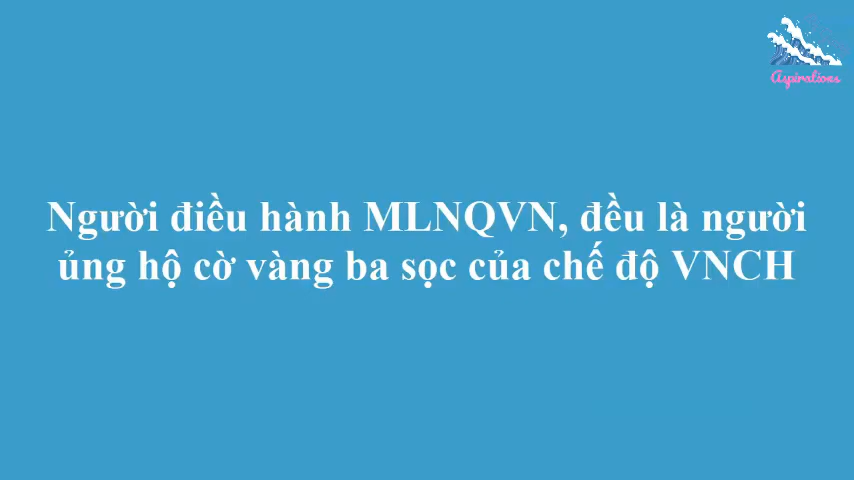 Aspirations
Người điều hành MLNQVN, đều là người
ủng hộ cờ vàng ba sọc của chế độ VNCH